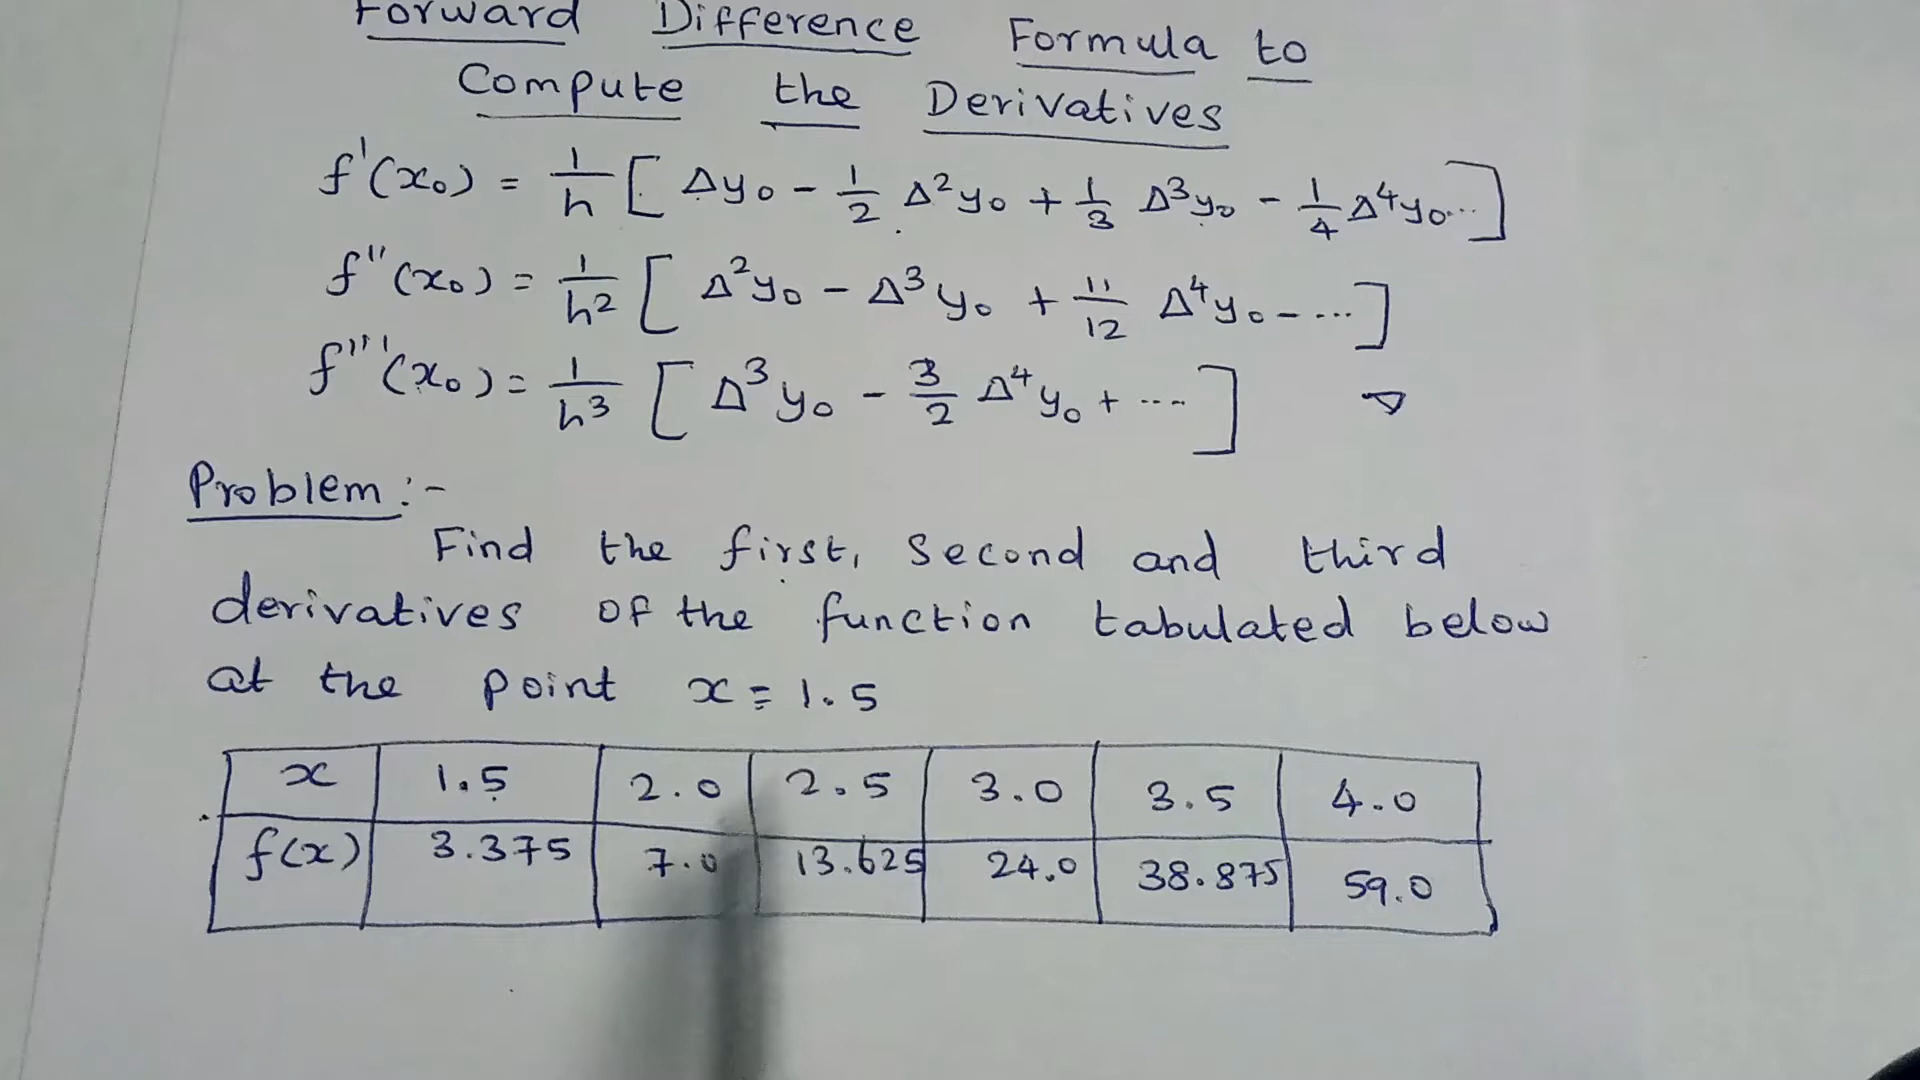 Forward Difference Formula to
Compute the Derivatives
f'(x₀) = 1/h [ Δy₀ - 1/2 Δ²y₀ + 1/3 Δ³y₀ - 1/4 Δ⁴y₀... ]
f''(x₀) = 1/h² [ Δ²y₀ - Δ³y₀ + 11/12 Δ⁴y₀ - .... ]
f'''(x₀) = 1/h³ [ Δ³y₀ - 3/2 Δ⁴y₀ + .... ]
Problem :-
Find the first, second and third
derivatives of the function tabulated below
at the point x = 1.5
x 1.5 2.0 2.5 3.0 3.5 4.0
f(x) 3.375 7.0 13.625 24.0 38.875 59.0